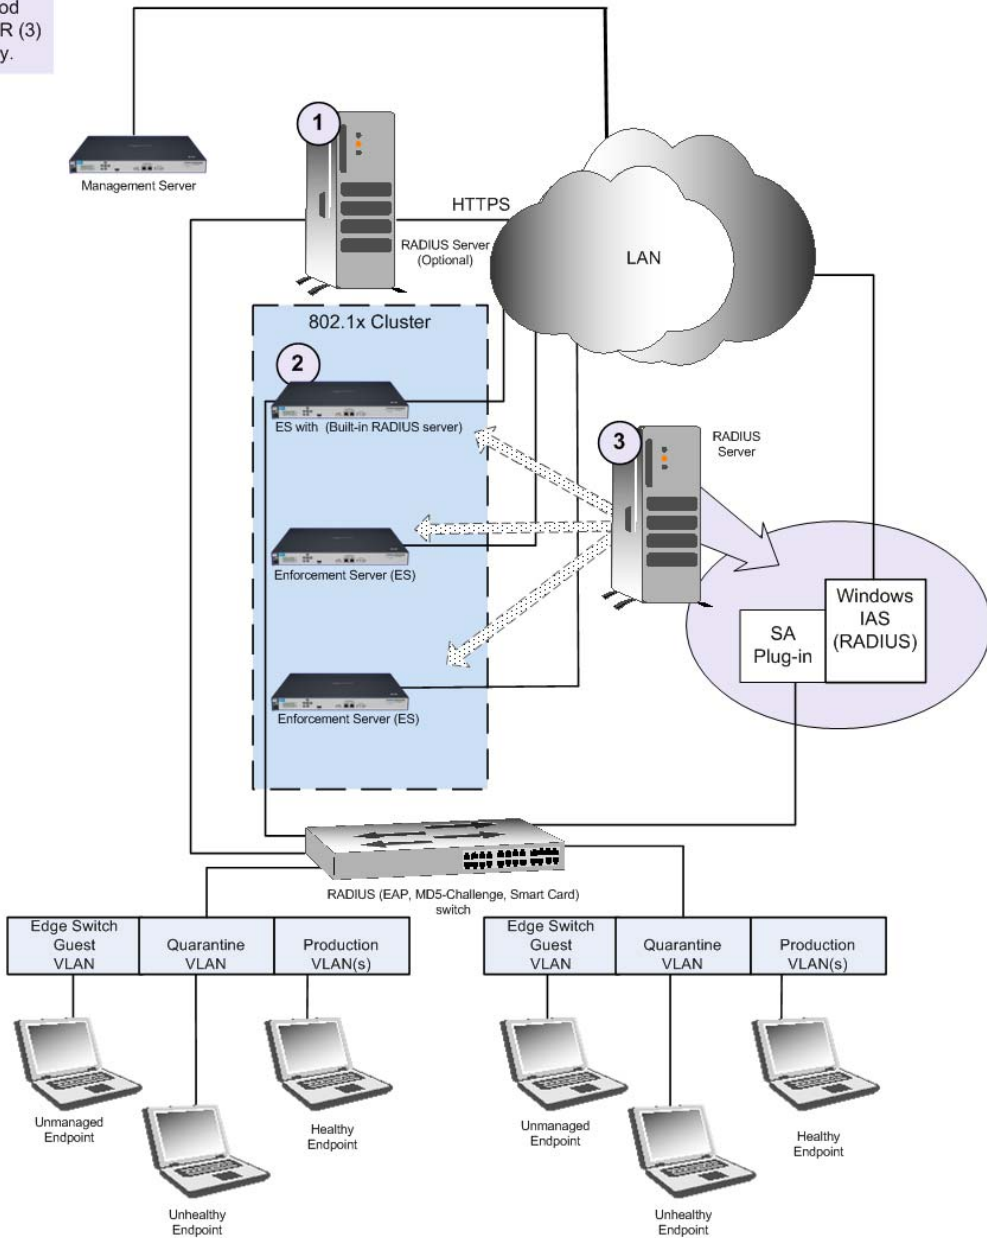 R (3)
y.
Management Server
1
HTTPS
RADIUS Server
(Optional)
LAN
802.1x Cluster
2
ES with (Built-in RADIUS server)
3
RADIUS
Server
Enforcement Server (ES)
Windows
IAS
(RADIUS)
SA
Plug-in
Enforcement Server (ES)
RADIUS (EAP, MD5-Challenge, Smart Card)
switch
Edge Switch
Guest
VLAN
Quarantine
VLAN
Production
VLAN(s)
Edge Switch
Guest
VLAN
Quarantine
VLAN
Production
VLAN(s)
Unmanaged
Endpoint
Healthy
Endpoint
Unhealthy
Endpoint
Unmanaged
Endpoint
Healthy
Endpoint
Unhealthy
Endpoint